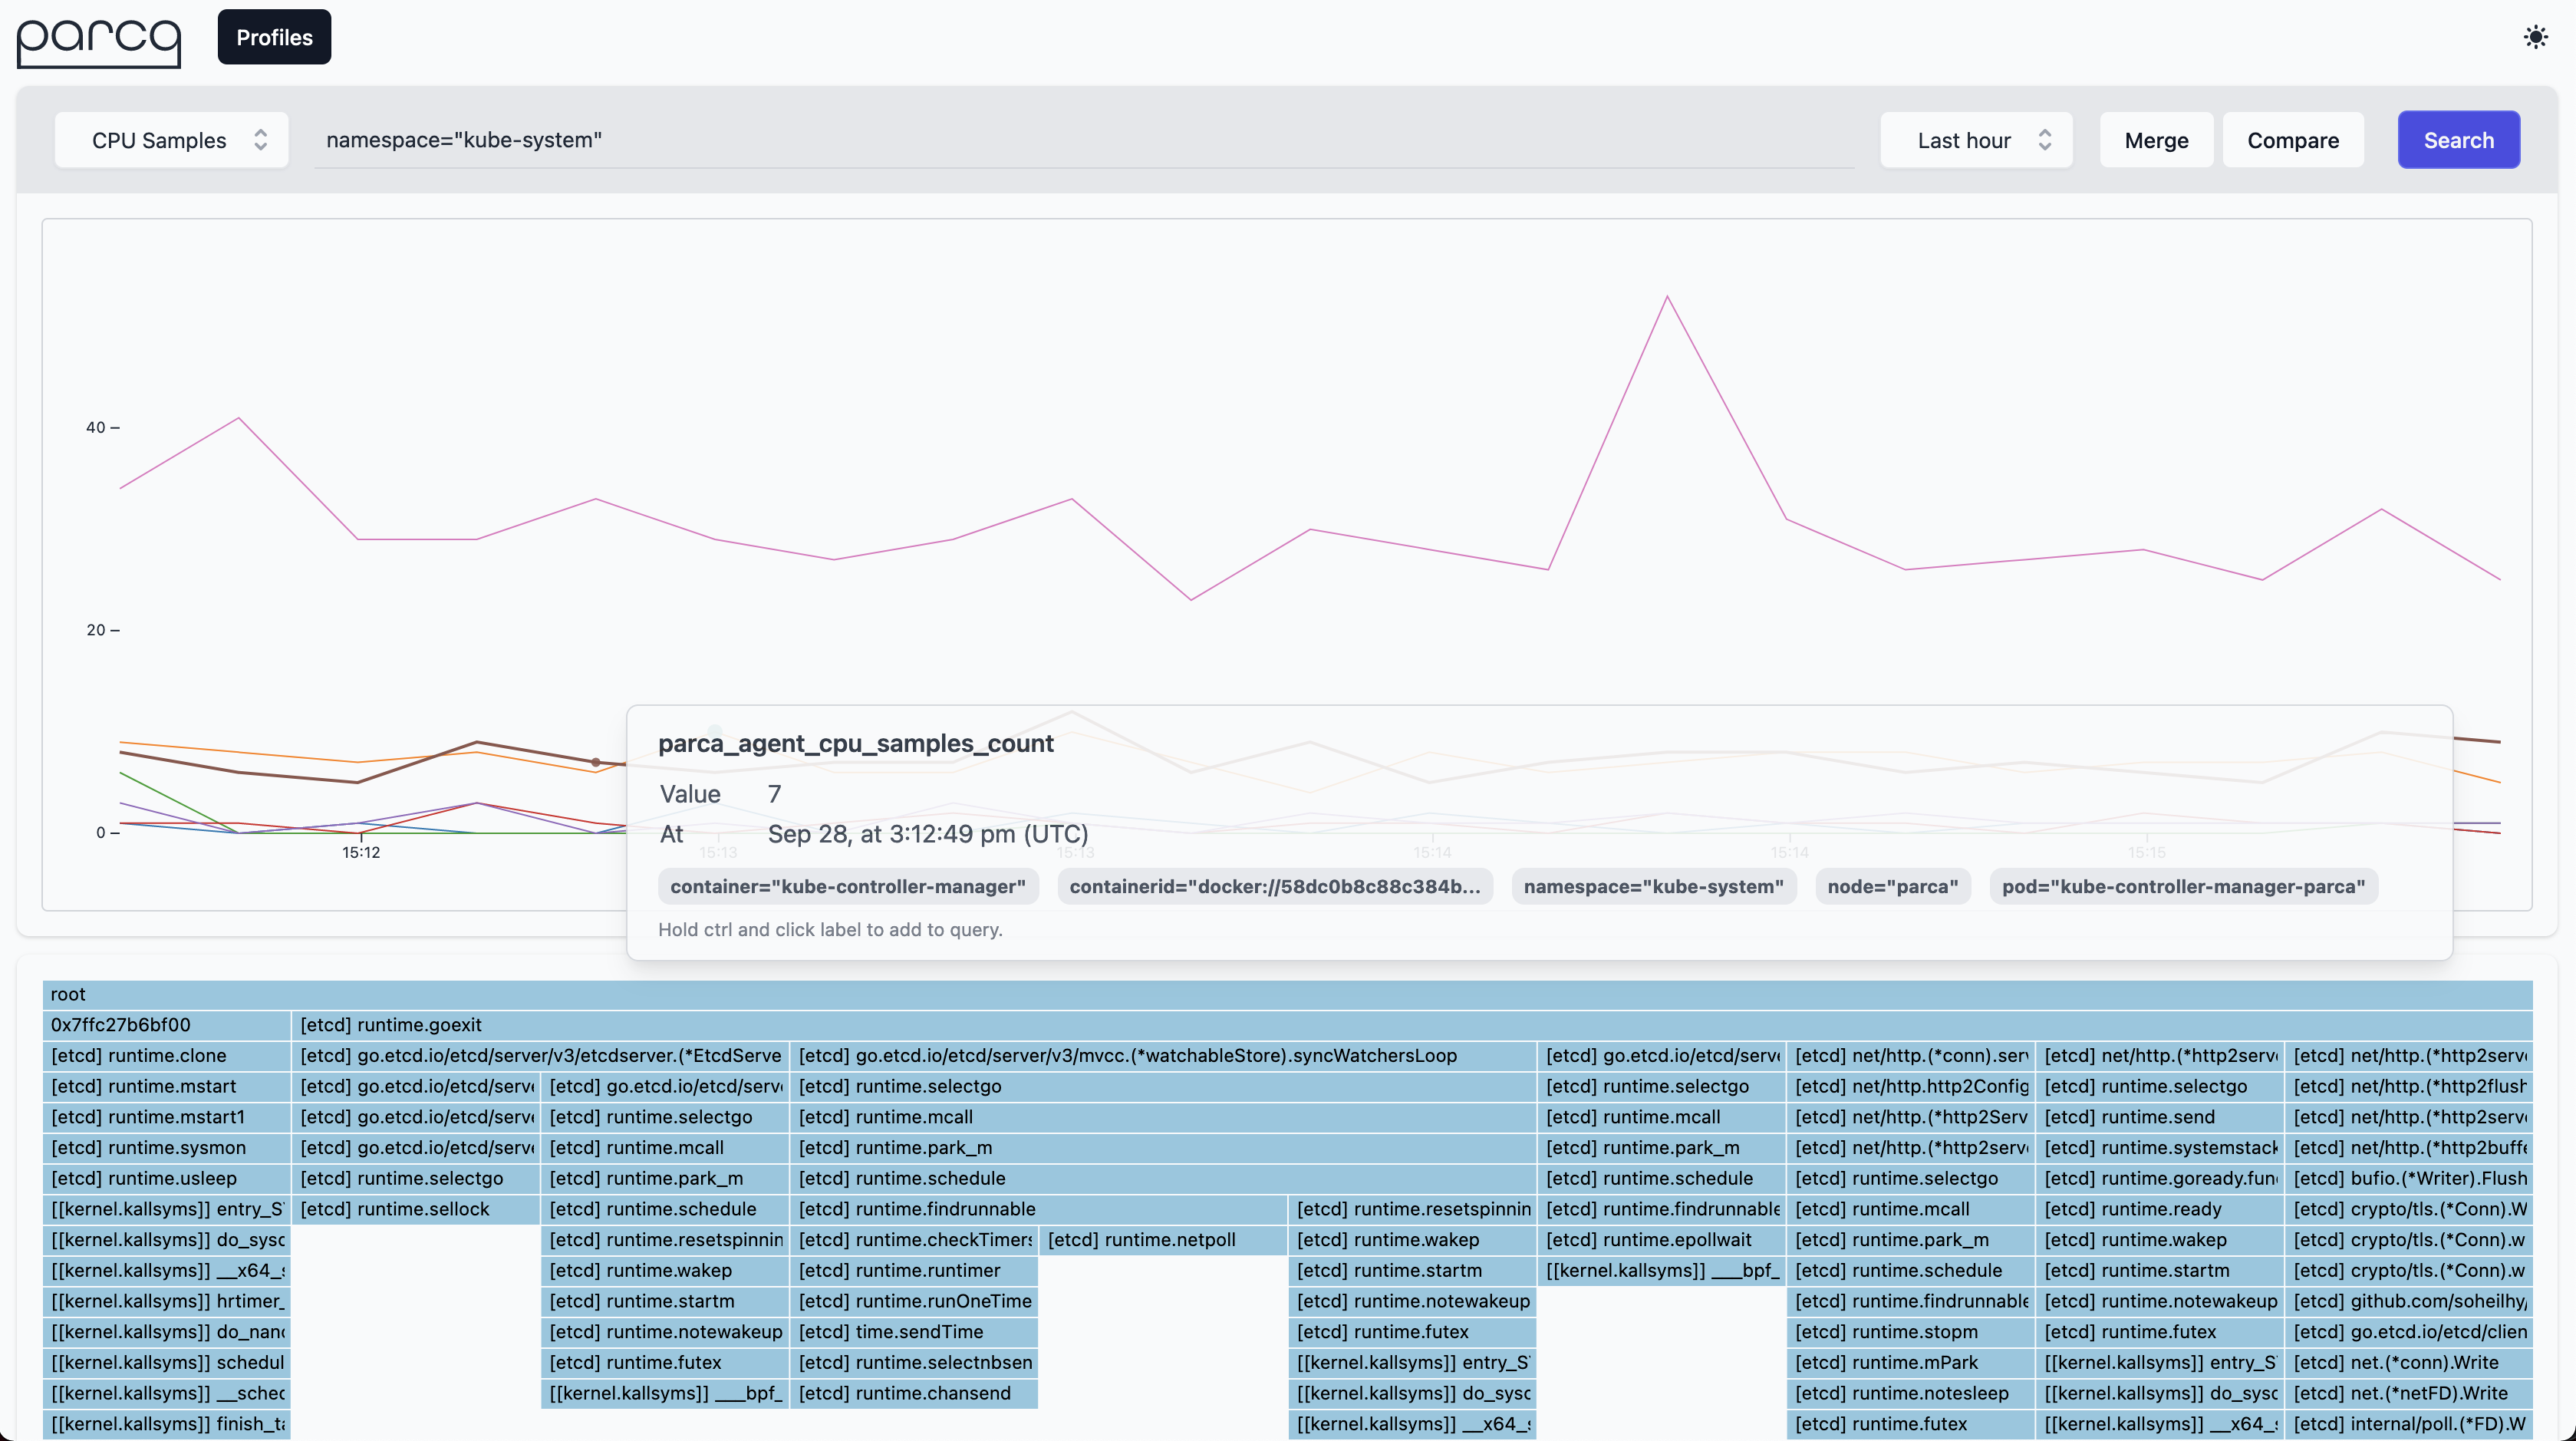 parca
Profiles
CPU Samples
namespace="kube-system"
Last hour
Merge
Compare
Search
40
20
0
15:12
15:13
15:13
15:14
15:14
15:15
parca_agent_cpu_samples_count
Value 7
At Sep 28, at 3:12:49 pm (UTC)
container="kube-controller-manager" containerid="docker://58dc0b8c88c384b... namespace="kube-system" node="parca" pod="kube-controller-manager-parca"
Hold ctrl and click label to add to query.
root
0x7ffc27b6bf00 [etcd] runtime.goexit
[etcd] runtime.clone [etcd] go.etcd.io/etcd/server/v3/etcdserver.(*EtcdServe [etcd] go.etcd.io/etcd/server/v3/mvcc.(*watchableStore).syncWatchersLoop [etcd] go.etcd.io/etcd/serve [etcd] net/http.(*conn).serv [etcd] net/http.(*http2serve [etcd] net/http.(*http2serve
[etcd] runtime.mstart [etcd] go.etcd.io/etcd/serve [etcd] go.etcd.io/etcd/serve [etcd] runtime.selectgo [etcd] runtime.selectgo [etcd] net/http.http2Config [etcd] runtime.selectgo [etcd] net/http.(*http2flush
[etcd] runtime.mstart1 [etcd] go.etcd.io/etcd/serve [etcd] runtime.selectgo [etcd] runtime.mcall [etcd] runtime.mcall [etcd] net/http.(*http2Serv [etcd] runtime.send [etcd] net/http.(*http2serve
[etcd] runtime.sysmon [etcd] go.etcd.io/etcd/serve [etcd] runtime.mcall [etcd] runtime.park_m [etcd] runtime.park_m [etcd] net/http.(*http2serve [etcd] runtime.systemstack [etcd] net/http.(*http2buffe
[etcd] runtime.usleep [etcd] runtime.selectgo [etcd] runtime.park_m [etcd] runtime.schedule [etcd] runtime.schedule [etcd] runtime.selectgo [etcd] runtime.goready.fun [etcd] bufio.(*Writer).Flush
[[kernel.kallsyms]] entry_S [etcd] runtime.sellock [etcd] runtime.schedule [etcd] runtime.findrunnable [etcd] runtime.resetspinnin [etcd] runtime.findrunnable [etcd] runtime.mcall [etcd] runtime.ready [etcd] crypto/tls.(*Conn).W
[[kernel.kallsyms]] do_sysc [etcd] runtime.resetspinnin [etcd] runtime.checkTimers [etcd] runtime.netpoll [etcd] runtime.wakep [etcd] runtime.epollwait [etcd] runtime.park_m [etcd] runtime.wakep [etcd] crypto/tls.(*Conn).w
[[kernel.kallsyms]] __x64_s [etcd] runtime.wakep [etcd] runtime.runtimer [etcd] runtime.startm [[kernel.kallsyms]] ___bpf_ [etcd] runtime.schedule [etcd] runtime.startm [etcd] crypto/tls.(*Conn).w
[[kernel.kallsyms]] hrtimer_ [etcd] runtime.startm [etcd] runtime.runOneTime [etcd] runtime.notewakeup [etcd] runtime.findrunnable [etcd] runtime.notewakeup [etcd] github.com/soheilhy/
[[kernel.kallsyms]] do_nano [etcd] runtime.notewakeup [etcd] time.sendTime [etcd] runtime.futex [etcd] runtime.stopm [etcd] runtime.futex [etcd] go.etcd.io/etcd/clien
[[kernel.kallsyms]] schedul [etcd] runtime.futex [etcd] runtime.selectnbsen [[kernel.kallsyms]] entry_S [etcd] runtime.mPark [[kernel.kallsyms]] entry_S [etcd] net.(*conn).Write
[[kernel.kallsyms]] __sched [[kernel.kallsyms]] ___bpf_ [etcd] runtime.chansend [[kernel.kallsyms]] do_sysc [etcd] runtime.notesleep [[kernel.kallsyms]] do_sysc [etcd] net.(*netFD).Write
[[kernel.kallsyms]] finish_ta [[kernel.kallsyms]] __x64_s [etcd] runtime.futex [[kernel.kallsyms]] __x64_s [etcd] internal/poll.(*FD).W